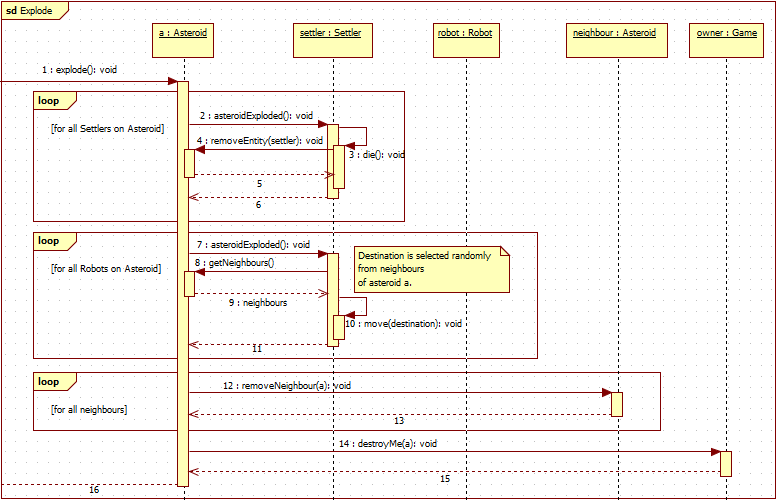 sd Explode
a : Asteroid
settler : Settler
robot : Robot
neighbour : Asteroid
owner : Game
1 : explode(): void
loop
[for all Settlers on Asteroid]
2 : asteroidExploded(): void
4 : removeEntity(settler): void
3 : die(): void
5
6
loop
[for all Robots on Asteroid]
7 : asteroidExploded(): void
8 : getNeighbours()
Destination is selected randomly
from neighbours
of asteroid a.
9 : neighbours
10 : move(destination): void
11
loop
[for all neighbours]
12 : removeNeighbour(a): void
13
14 : destroyMe(a): void
15
16